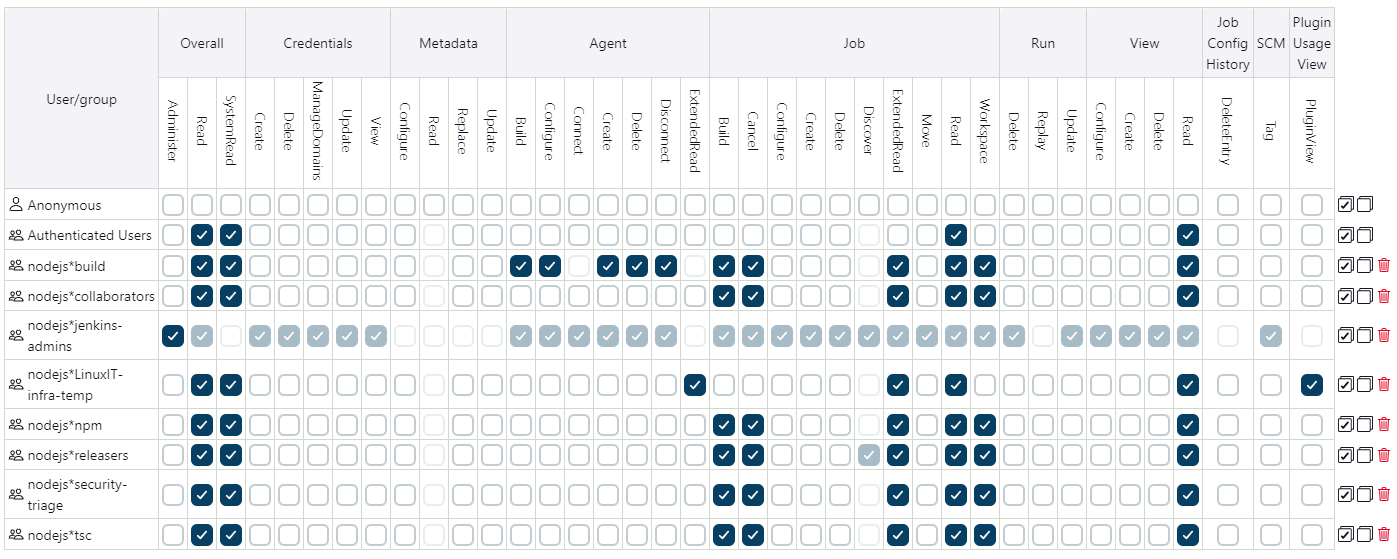 User/group
Overall
Credentials
Metadata
Agent
Job
Run
View
Job
Config
History
SCM
Plugin
Usage
View
Administer
Read
SystemRead
Create
Delete
ManageDomains
Update
View
Configure
Read
Replace
Update
Build
Configure
Connect
Create
Delete
Disconnect
ExtendedRead
Build
Cancel
Configure
Create
Delete
Discover
ExtendedRead
Move
Read
Workspace
Delete
Replay
Update
Configure
Create
Delete
Read
DeleteEntry
Tag
PluginView
Anonymous
Authenticated Users
nodejs*build
nodejs*collaborators
nodejs*jenkins-
admins
nodejs*LinuxIT-
infra-temp
nodejs*npm
nodejs*releasers
nodejs*security-
triage
nodejs*tsc